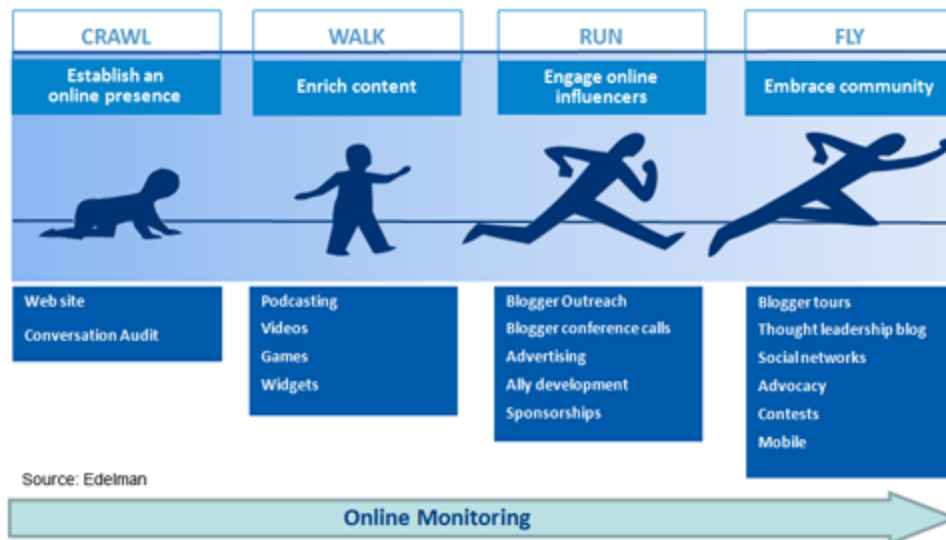 CRAWL
Establish an
online presence
Web site
Conversation Audit
WALK
Enrich content
Podcasting
Videos
Games
Widgets
RUN
Engage online
influencers
Blogger Outreach
Blogger conference calls
Advertising
Ally development
Sponsorships
FLY
Embrace community
Blogger tours
Thought leadership blog
Social networks
Advocacy
Contests
Mobile
Source: Edelman
Online Monitoring